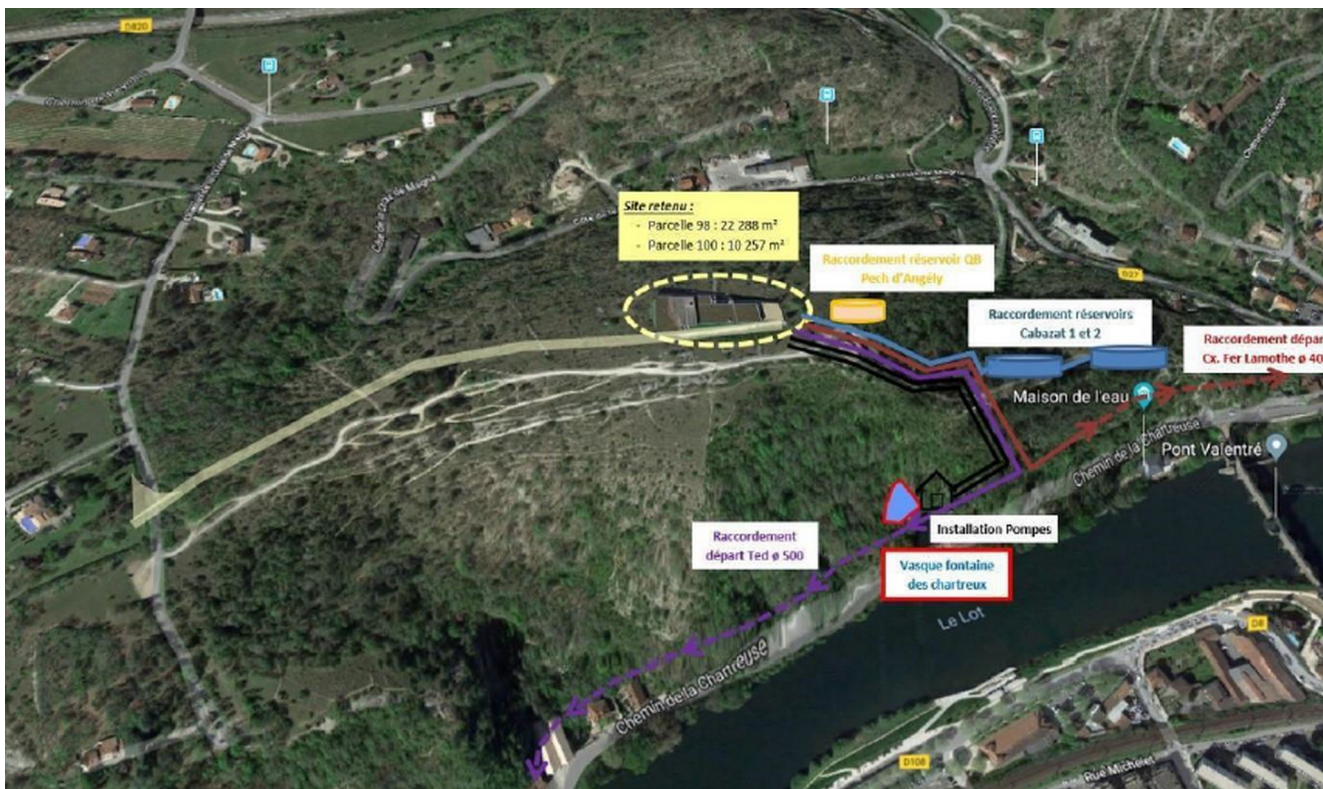 D820
Site retenu :
- Parcelle 98 : 22 288 m²
- Parcelle 100 : 10 257 m²
Raccordement réservoir QB
Pech d'Angély
D27
Raccordement réservoirs
Cabazat 1 et 2
Raccordement dépar
Cx. Fer Lamothe ø 40
Maison de l'eau
Chemin de la Chartreuse
Pont Valentré
Installation Pompes
Raccordement
départ Ted ø 500
Vasque fontaine
des chartreux
Le Lot
Chemin de la Chartreuse
D8
D108
Rue Michelet